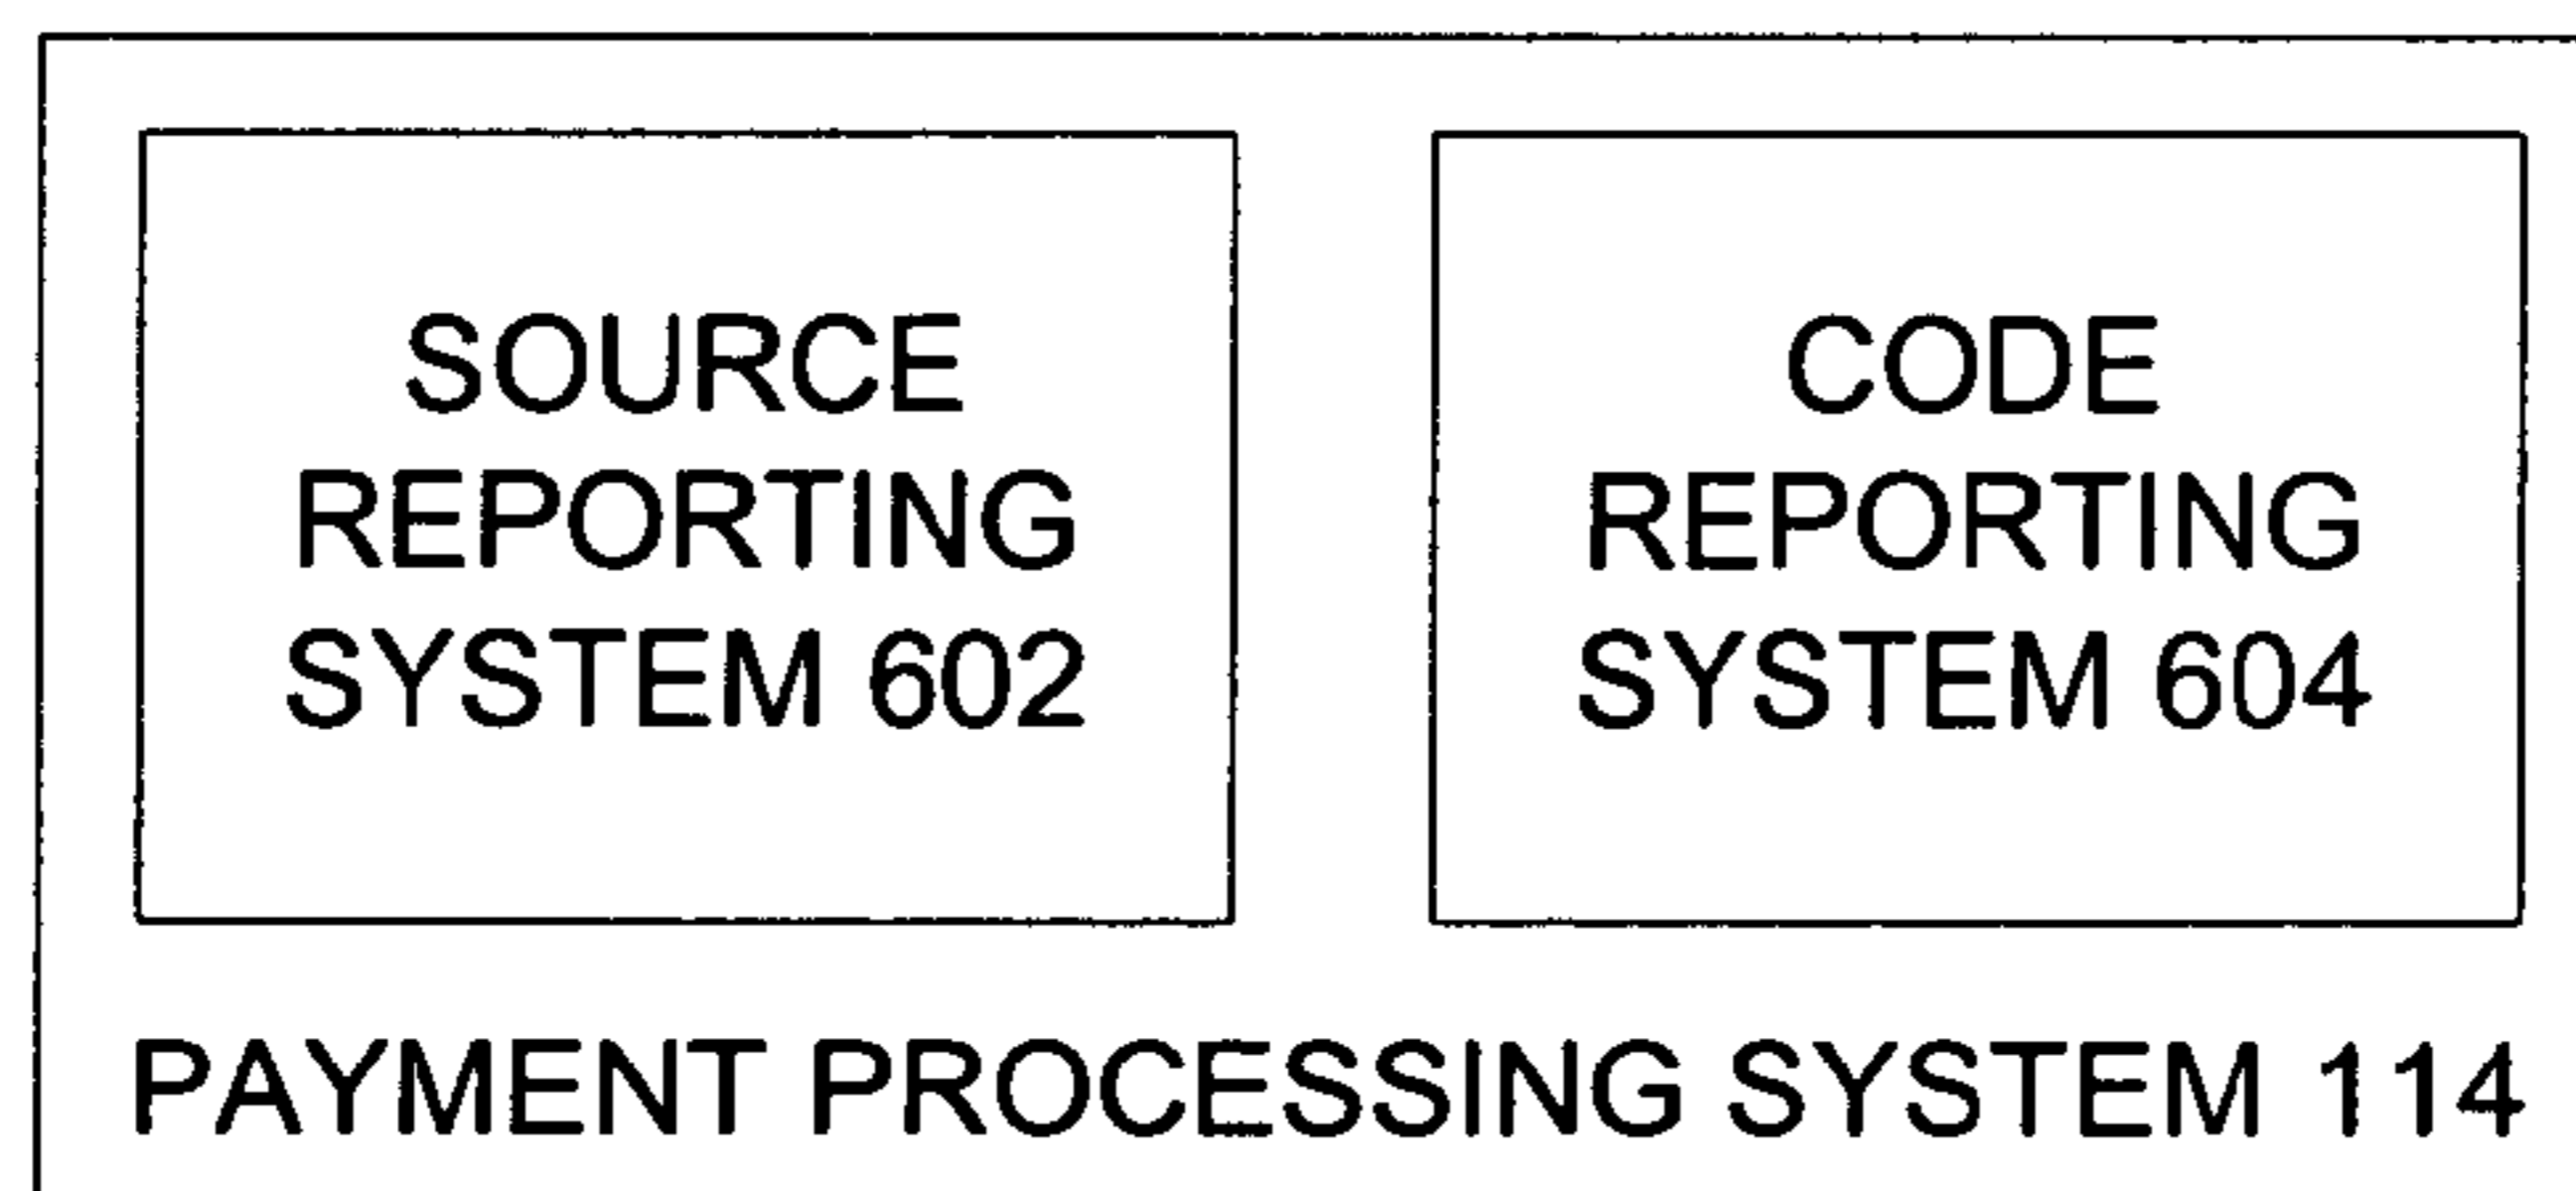 SOURCE
REPORTING
SYSTEM 602
CODE
REPORTING
SYSTEM 604
PAYMENT PROCESSING SYSTEM 114